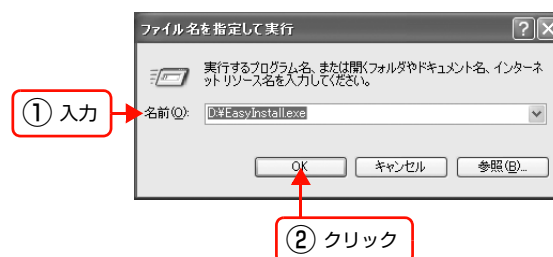 ファイル名を指定して実行
実行するプログラム名、または開くフォルダやドキュメント名、インターネ
ットリソース名を入力してください。
① 入力
名前(O):
D:¥EasyInstall.exe
OK
キャンセル
参照(B)...
② クリック